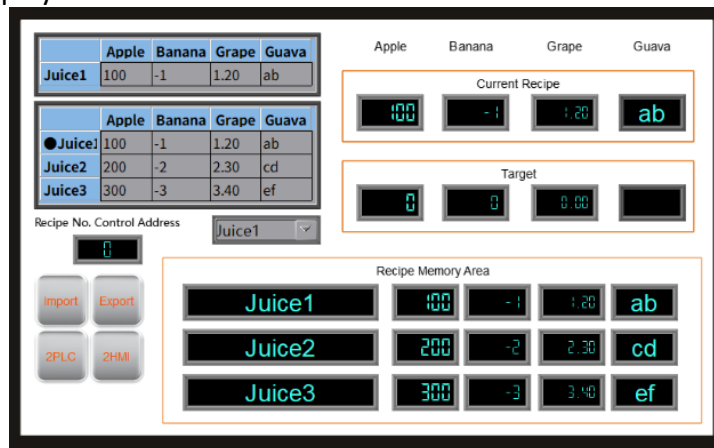 Apple Banana Grape Guava
Juice1 100 -1 1.20 ab
Apple Banana Grape Guava
●Juice1 100 -1 1.20 ab
Juice2 200 -2 2.30 cd
Juice3 300 -3 3.40 ef
Recipe No. Control Address
0
Juice1
Import Export
2PLC 2HMI
Apple Banana Grape Guava
Current Recipe
100 -1 1.20 ab
Target
0 0 0.00
Recipe Memory Area
Juice1 100 -1 1.20 ab
Juice2 200 -2 2.30 cd
Juice3 300 -3 3.40 ef